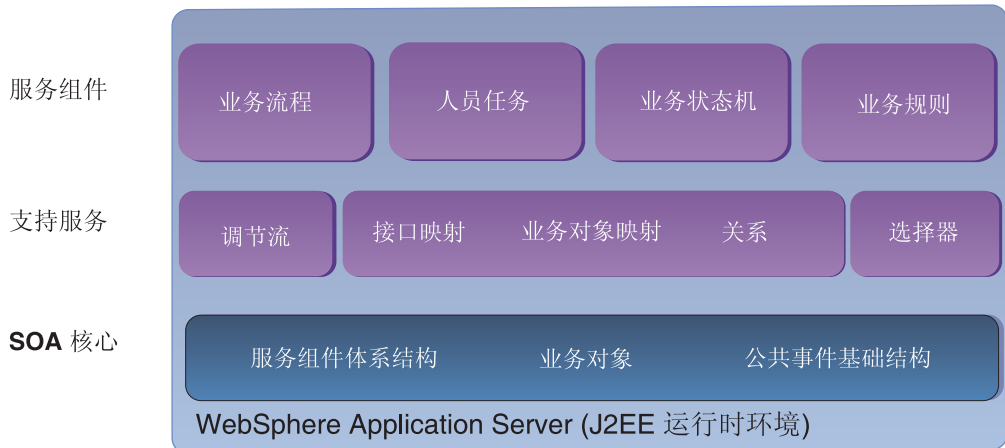 服务组件
业务流程 人员任务 业务状态机 业务规则
支持服务
调节流 接口映射 业务对象映射 关系 选择器
SOA 核心
服务组件体系结构 业务对象 公共事件基础结构
WebSphere Application Server (J2EE 运行时环境)